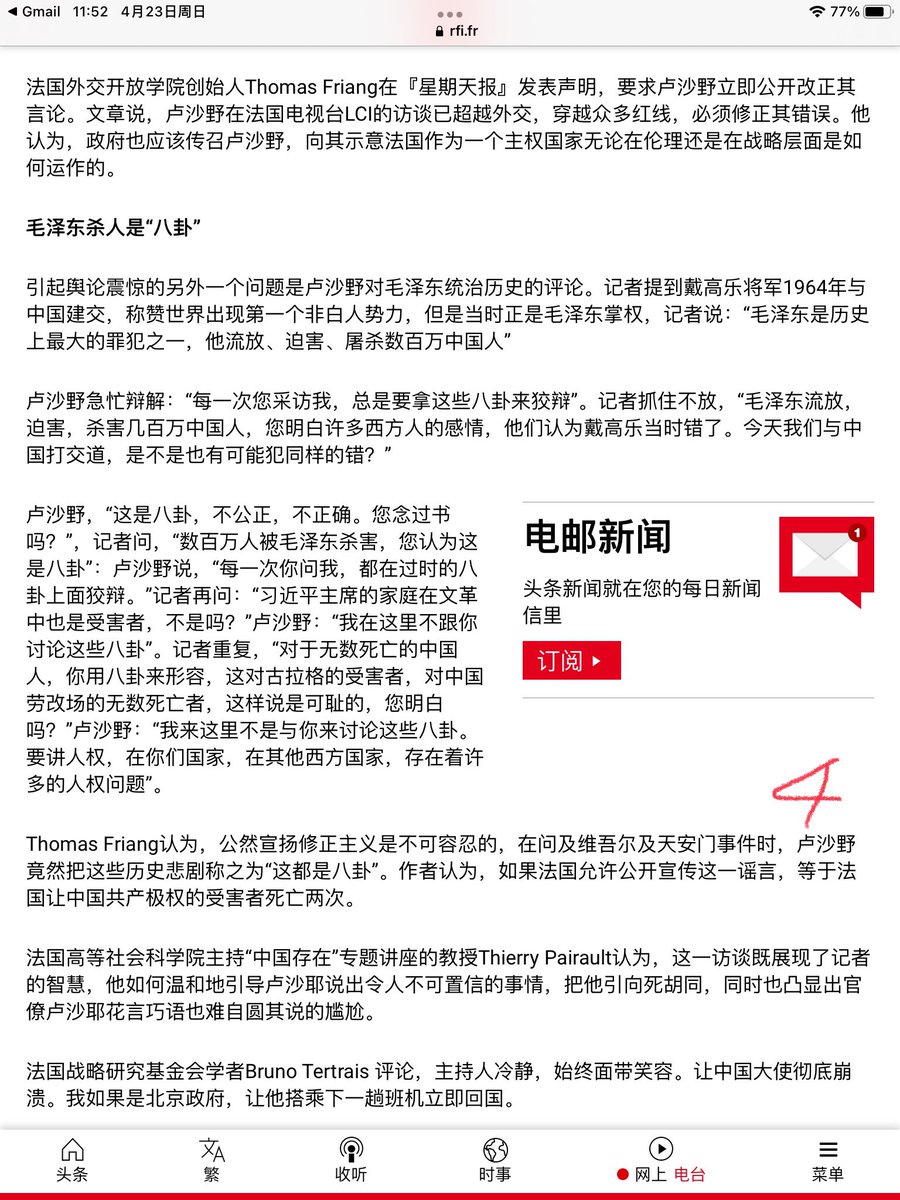 ◀ Gmail 11:52 4月23日周日
77%
rfi.fr
法国外交开放学院创始人Thomas Friang在『星期天报』发表声明，要求卢沙野立即公开改正其
言论。文章说，卢沙野在法国电视台LCI的访谈已超越外交，穿越众多红线，必须修正其错误。他
认为，政府也应该传召卢沙野，向其示意法国作为一个主权国家无论在伦理还是在战略层面是如
何运作的。
毛泽东杀人是“八卦”
引起舆论震惊的另外一个问题是卢沙野对毛泽东统治历史的评论。记者提到戴高乐将军1964年与
中国建交，称赞世界出现第一个非白人势力，但是当时正是毛泽东掌权，记者说：“毛泽东是历史
上最大的罪犯之一，他流放、迫害、屠杀数百万中国人”
卢沙野急忙辩解：“每一次您采访我，总是要拿这些八卦来狡辩”。记者抓住不放，“毛泽东流放，
迫害，杀害几百万中国人，您明白许多西方人的感情，他们认为戴高乐当时错了。今天我们与中
国打交道，是不是也有可能犯同样的错？”
卢沙野，“这是八卦，不公正，不正确。您念过书
吗？”，记者问，“数百万人被毛泽东杀害，您认为这
是八卦”：卢沙野说，“每一次你问我，都在过时的八
卦上面狡辩。”记者再问：“习近平主席的家庭在文革
中也是受害者，不是吗？”卢沙野：“我在这里不跟你
讨论这些八卦”。记者重复，“对于无数死亡的中国
人，你用八卦来形容，这对古拉格的受害者，对中国
劳改场的无数死亡者，这样说是可耻的，您明白
吗？”卢沙野：“我来这里不是与你来讨论这些八卦。
要讲人权，在你们国家，在其他西方国家，存在着许
多的人权问题”。
电邮新闻
1
头条新闻就在您的每日新闻
信里
订阅
4
Thomas Friang认为，公然宣扬修正主义是不可容忍的，在问及维吾尔及天安门事件时，卢沙野
竟然把这些历史悲剧称之为“这都是八卦”。作者认为，如果法国允许公开宣传这一谣言，等于法
国让中国共产极权的受害者死亡两次。
法国高等社会科学院主持“中国存在”专题讲座的教授Thierry Pairault认为，这一访谈既展现了记者
的智慧，他如何温和地引导卢沙耶说出令人不可置信的事情，把他引向死胡同，同时也凸显出官
僚卢沙耶花言巧语也难自圆其说的尴尬。
法国战略研究基金会学者Bruno Tertrais 评论，主持人冷静，始终面带笑容。让中国大使彻底崩
溃。我如果是北京政府，让他搭乘下一趟班机立即回国。
头条
文A
繁
收听
时事
网上 电台
菜单